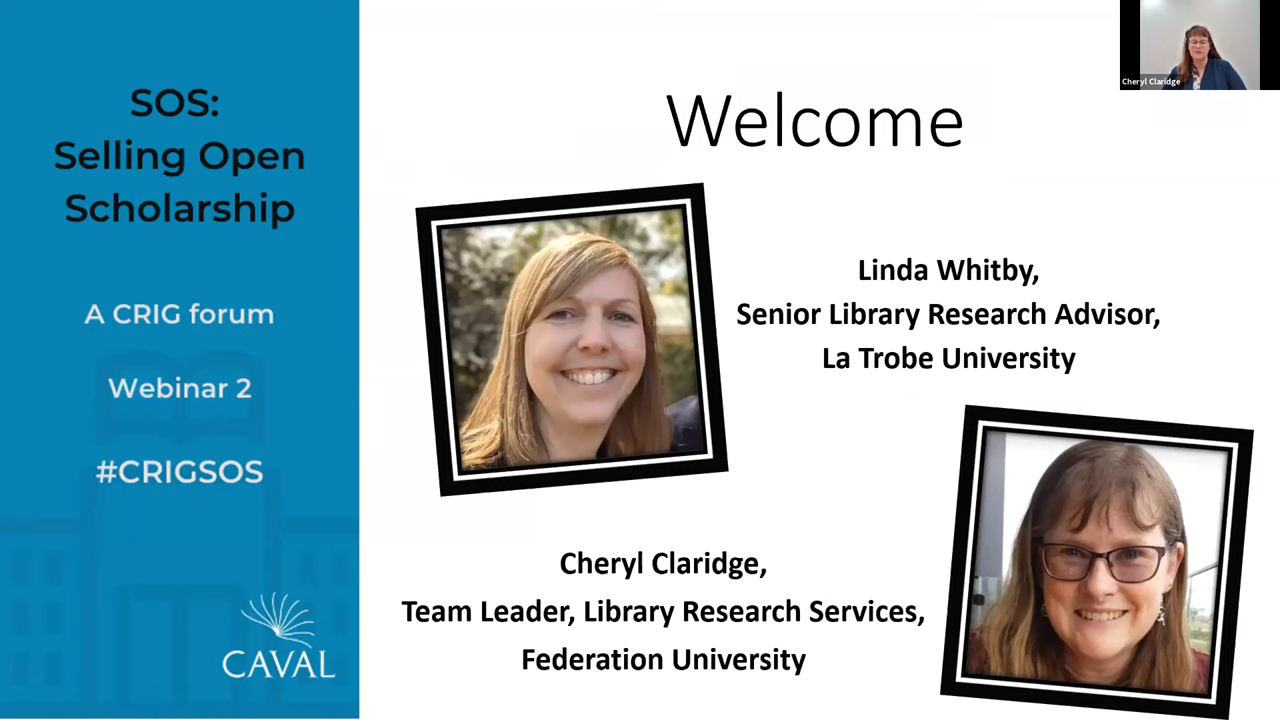 SOS:
Selling Open
Scholarship
A CRIG forum
Webinar 2
#CRIGSOS
CAVAL
Welcome
Linda Whitby,
Senior Library Research Advisor,
La Trobe University
Cheryl Claridge,
Team Leader, Library Research Services,
Federation University
Cheryl Claridge